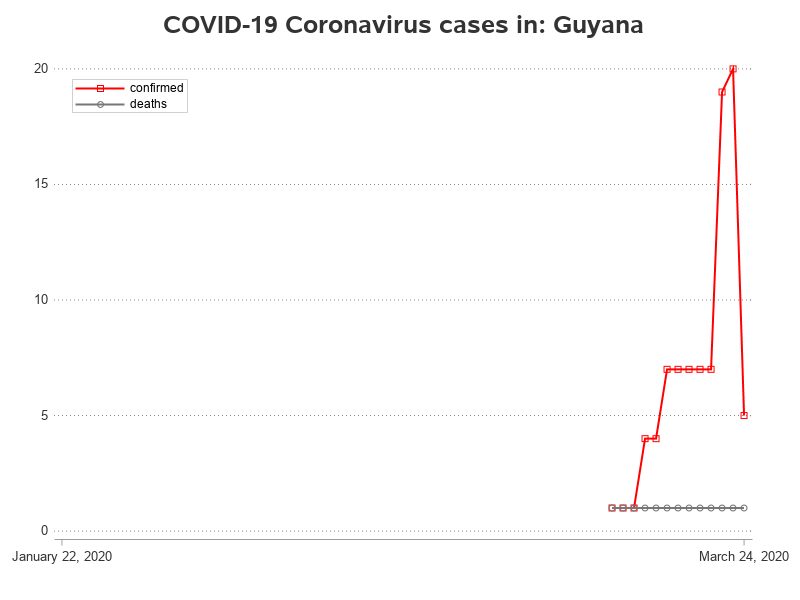 COVID-19 Coronavirus cases in: Guyana
20
confirmed
deaths
15
10
5
0
January 22, 2020
March 24, 2020